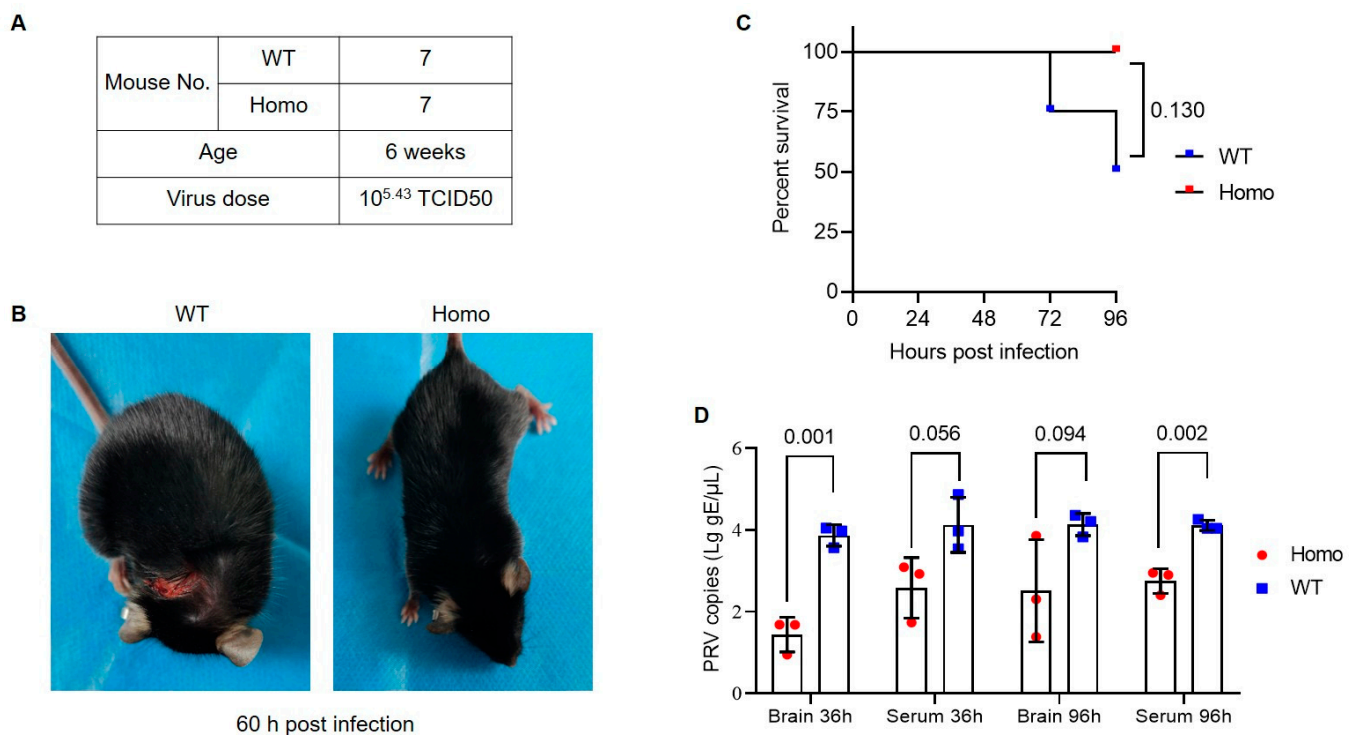 A
Mouse No. WT 7
Homo 7
Age 6 weeks
Virus dose 10^5.43 TCID50
B
WT Homo
60 h post infection
C
Percent survival
100
75
50
25
0
0 24 48 72 96
Hours post infection
0.130
WT
Homo
D
PRV copies (Lg gE/μL)
6
4
2
0
0.001 0.056 0.094 0.002
Brain 36h Serum 36h Brain 96h Serum 96h
Homo
WT